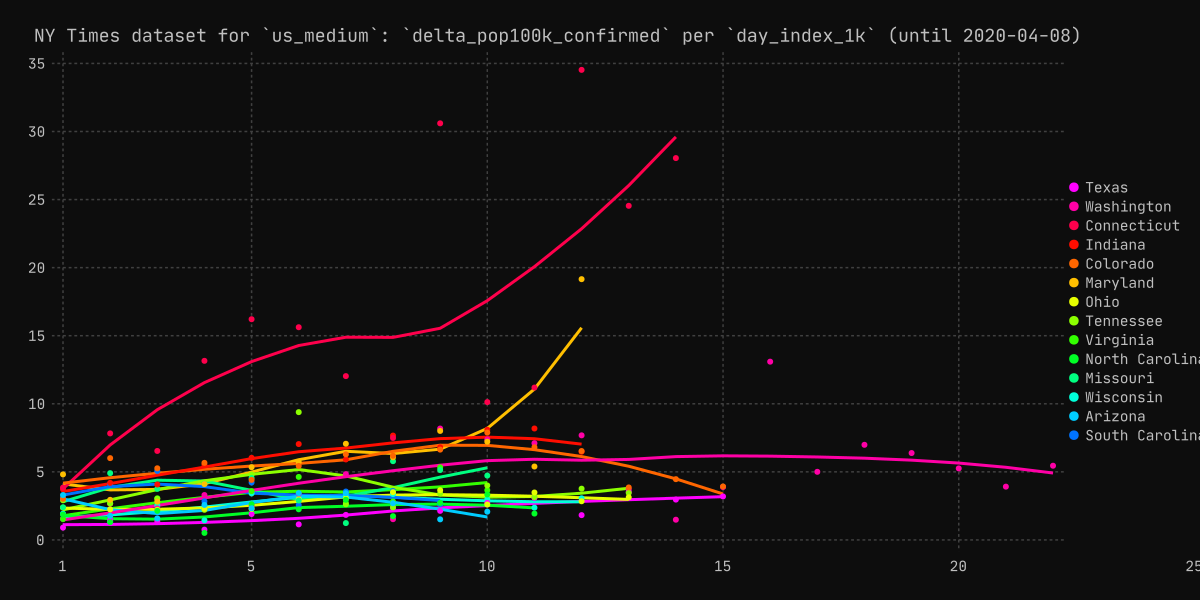 NY Times dataset for `us_medium`: `delta_pop100k_confirmed` per `day_index_1k` (until 2020-04-08)
35
30
25
20
15
10
5
0
1 5 10 15 20 25
Texas
Washington
Connecticut
Indiana
Colorado
Maryland
Ohio
Tennessee
Virginia
North Carolina
Missouri
Wisconsin
Arizona
South Carolina